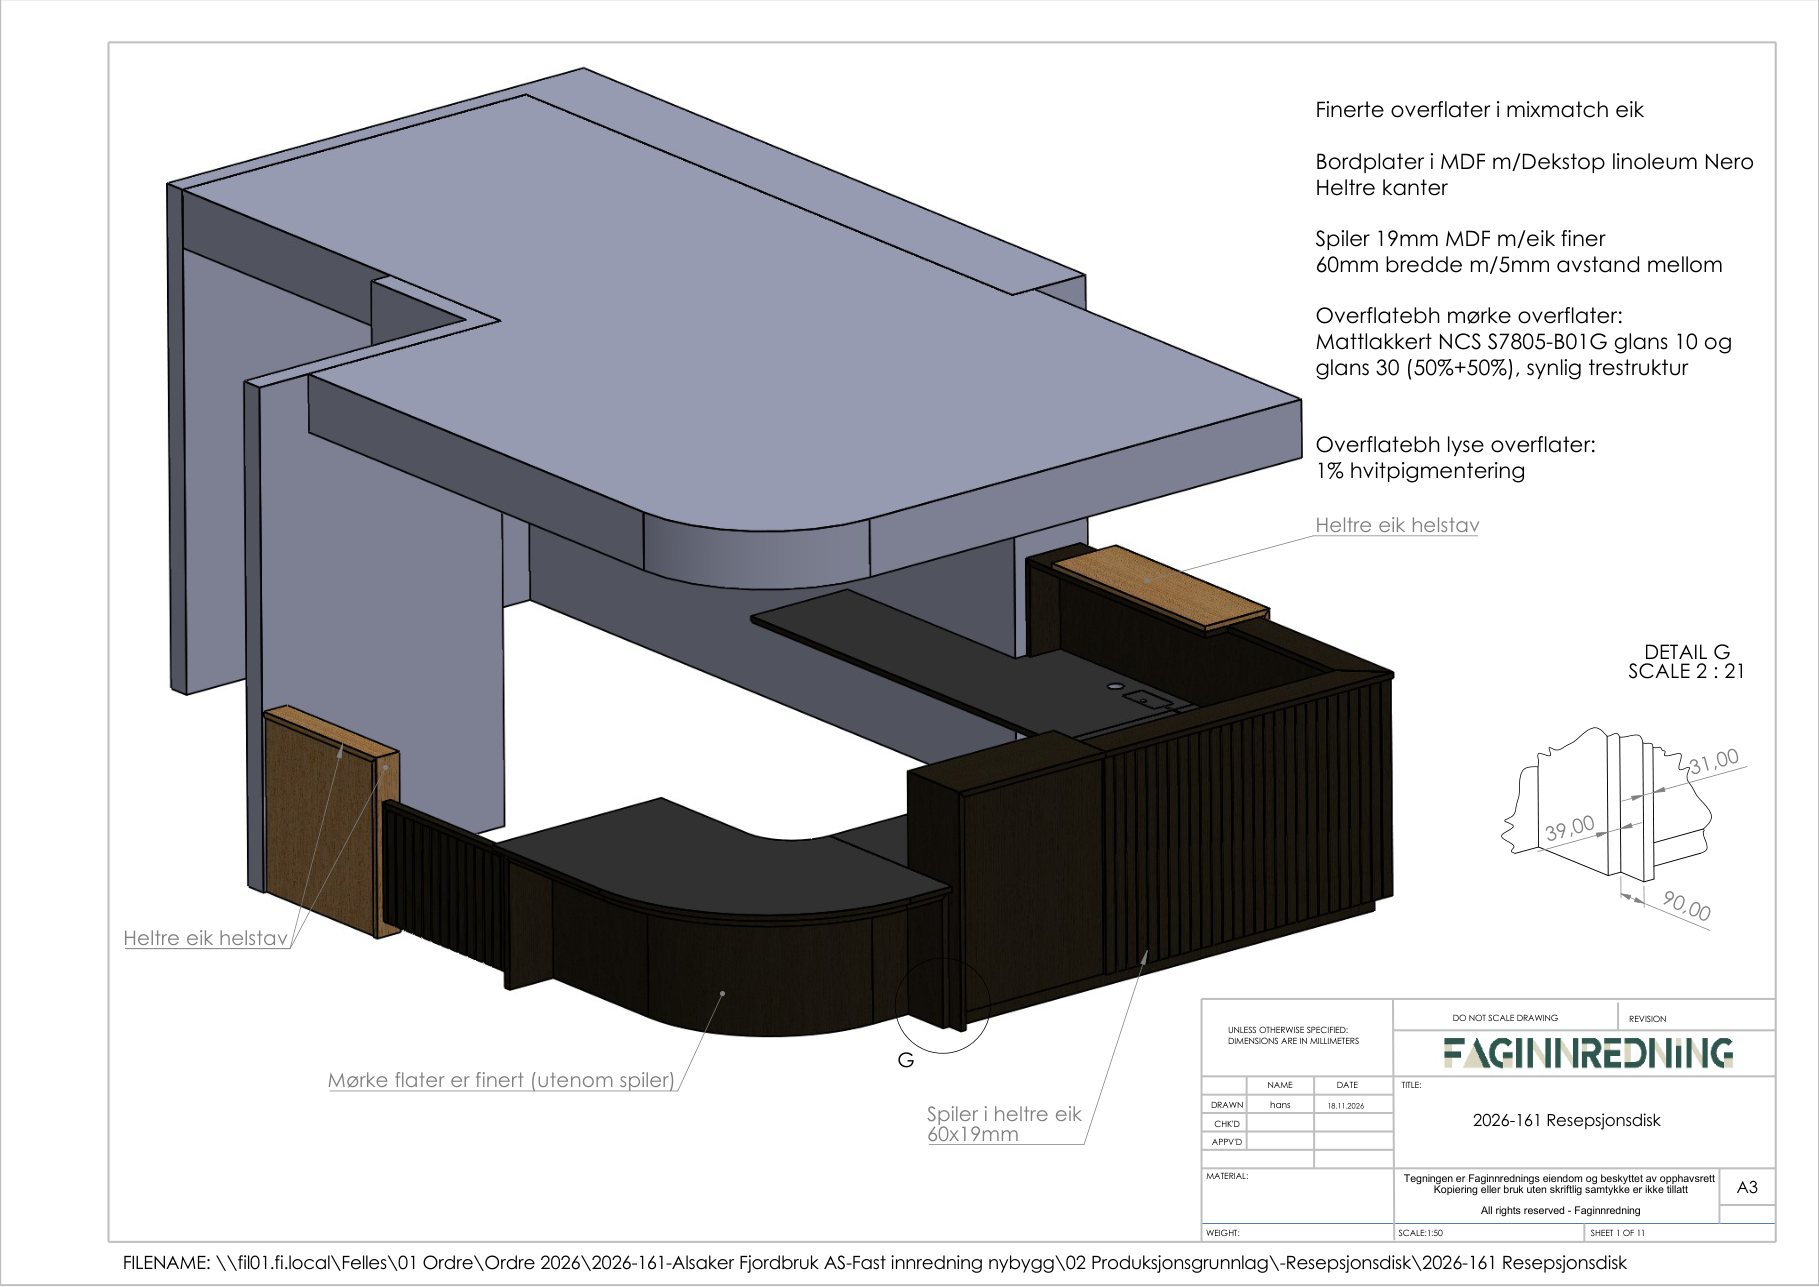 Finerte overflater i mixmatch eik
Bordplater i MDF m/Dekstop linoleum Nero
Heltre kanter
Spiler 19mm MDF m/eik finer
60mm bredde m/5mm avstand mellom
Overflatebh mørke overflater:
Mattlakkert NCS S7805-B01G glans 10 og
glans 30 (50%+50%), synlig trestruktur
Overflatebh lyse overflater:
1% hvitpigmentering
Heltre eik helstav
DETAIL G
SCALE 2 : 21
31,00
39,00
90,00
Heltre eik helstav
Mørke flater er finert (utenom spiler)
G
Spiler i heltre eik
60x19mm
UNLESS OTHERWISE SPECIFIED:
DIMENSIONS ARE IN MILLIMETERS
DO NOT SCALE DRAWING
REVISION
FAGINNREDNiNG
NAME
DATE
TITLE:
DRAWN
hans
18.11.2026
CHK'D
APPV'D
2026-161 Resepsjonsdisk
MATERIAL:
Tegningen er Faginnrednings eiendom og beskyttet av opphavsrett
Kopiering eller bruk uten skriftlig samtykke er ikke tillatt
All rights reserved - Faginnredning
A3
WEIGHT:
SCALE:1:50
SHEET 1 OF 11
FILENAME: \\fil01.fi.local\Felles\01 Ordre\Ordre 2026\2026-161-Alsaker Fjordbruk AS-Fast innredning nybygg\02 Produksjonsgrunnlag\-Resepsjonsdisk\2026-161 Resepsjonsdisk